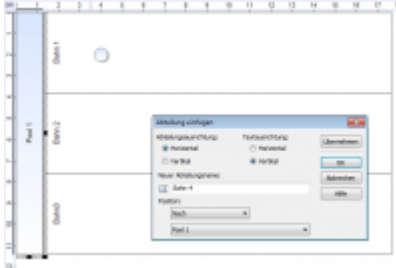 Pool 1
Bahn 1
Bahn 2
Bahn3
Abteilung einfügen
Abteilungsausrichtung:
Textausrichtung:
Horizontal
Horizontal
Vertikal
Vertikal
Übernehmen
OK
Abbrechen
Hilfe
Neuer Abteilungsname:
Bahn 4
Position:
Nach
Pool 1